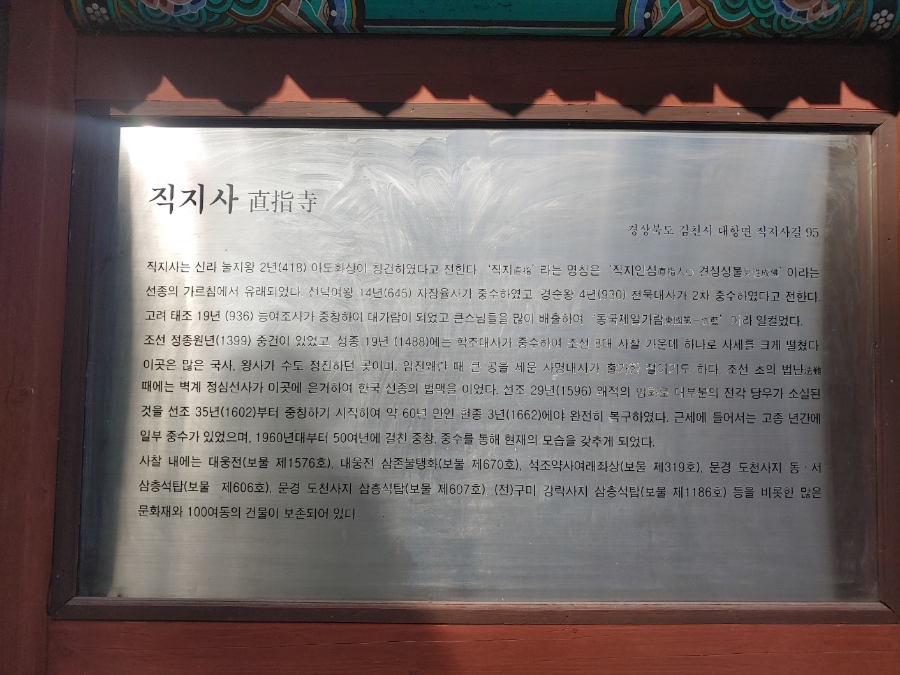 직지사 直指寺
경상북도 김천시 대항면 직지사길 95
직지사는 신라 눌지왕 2년(418) 아도화상이 창건하였다고 전한다. ‘직지直指’ 라는 명칭은 ‘직지인심直指人心 견성성불見性成佛’ 이라는
선종의 가르침에서 유래되었다. 선덕여왕 14년(645) 자장율사가 중수하였고, 경순왕 4년(930) 천묵대사가 2차 중수하였다고 전한다.
고려 태조 19년 (936) 능여조사가 중창하여 대가람이 되었고 큰스님들을 많이 배출하여 ‘동국제일가람東國第一伽藍’ 이라 일컬었다.
조선 정종원년(1399) 중건이 있었고, 성종 19년 (1488)에는 학조대사가 중수하여 조선 8대 사찰 가운데 하나로 사세를 크게 떨쳤다.
이곳은 많은 국사, 왕사가 수도 정진하던 곳이며, 임진왜란 때 큰 공을 세운 사명대사가 출가한 절이기도 하다. 조선 초의 법난法難
때에는 벽계 정심선사가 이곳에 은거하여 한국 선종의 법맥을 이었다. 선조 29년(1596) 왜적의 방화로 대부분의 전각 당우가 소실된
것을 선조 35년(1602)부터 중창하기 시작하여 약 60년 만인 현종 3년(1662)에야 완전히 복구하였다. 근세에 들어서는 고종 년간에
일부 중수가 있었으며, 1960년대부터 50여년에 걸친 중창, 중수를 통해 현재의 모습을 갖추게 되었다.
사찰 내에는 대웅전(보물 제1576호), 대웅전 삼존불탱화(보물 제670호), 석조약사여래좌상(보물 제319호), 문경 도천사지 동·서
삼층석탑(보물 제606호), 문경 도천사지 삼층석탑(보물 제607호) (전)구미 강락사지 삼층석탑(보물 제1186호) 등을 비롯한 많은
문화재와 100여동의 건물이 보존되어 있다.